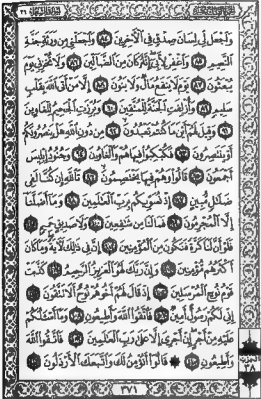 وَاجْعَل لِّى لِسَانَ صِدْقٍ فِى الْآخِرِينَ ٨٤ وَاجْعَلْنِى مِن وَرَثَةِ جَنَّةِ
النَّعِيمِ ٨٥ وَاغْفِرْ لِأَبِى إِنَّهُ كَانَ مِنَ الضَّالِّينَ ٨٦ وَلَا تُخْزِنِى يَوْمَ
يُبْعَثُونَ ٨٧ يَوْمَ لَا يَنفَعُ مَالٌ وَلَا بَنُونَ ٨٨ إِلَّا مَنْ أَتَى اللَّهَ بِقَلْبٍ
سَلِيمٍ ٨٩ وَأُزْلِفَتِ الْجَنَّةُ لِلْمُتَّقِينَ ٩٠ وَبُرِّزَتِ الْجَحِيمُ لِلْغَاوِينَ
٩١ وَقِيلَ لَهُمْ أَيْنَ مَا كُنتُمْ تَعْبُدُونَ ٩٢ مِن دُونِ اللَّهِ هَلْ يَنصُرُونَكُمْ
أَوْ يَنتَصِرُونَ ٩٣ فَكُبْكِبُوا فِيهَا هُمْ وَالْغَاوُونَ ٩٤ وَجُنُودُ إِبْلِيسَ
أَجْمَعُونَ ٩٥ قَالُوا وَهُمْ فِيهَا يَخْتَصِمُونَ ٩٦ تَاللَّهِ إِن كُنَّا لَفِى
ضَلَالٍ مُّبِينٍ ٩٧ إِذْ نُسَوِّيكُم بِرَبِّ الْعَالَمِينَ ٩٨ وَمَا أَضَلَّنَا
إِلَّا الْمُجْرِمُونَ ٩٩ فَمَا لَنَا مِن شَافِعِينَ ١٠٠ وَلَا صَدِيقٍ حَمِيمٍ ١٠١
فَلَوْ أَنَّ لَنَا كَرَّةً فَنَكُونَ مِنَ الْمُؤْمِنِينَ ١٠٢ إِنَّ فِى ذَٰلِكَ لَآيَةً وَمَا كَانَ
أَكْثَرُهُم مُّؤْمِنِينَ ١٠٣ وَإِنَّ رَبَّكَ لَهُوَ الْعَزِيزُ الرَّحِيمُ ١٠٤ كَذَّبَتْ
قَوْمُ نُوحٍ الْمُرْسَلِينَ ١٠٥ إِذْ قَالَ لَهُمْ أَخُوهُمْ نُوحٌ أَلَا تَتَّقُونَ ١٠٦
إِنِّى لَكُمْ رَسُولٌ أَمِينٌ ١٠٧ فَاتَّقُوا اللَّهَ وَأَطِيعُونِ ١٠٨ وَمَا أَسْأَلُكُمْ
عَلَيْهِ مِنْ أَجْرٍ إِنْ أَجْرِىَ إِلَّا عَلَىٰ رَبِّ الْعَالَمِينَ ١٠٩ فَاتَّقُوا اللَّهَ
وَأَطِيعُونِ ١١٠ قَالُوا أَنُؤْمِنُ لَكَ وَاتَّبَعَكَ الْأَرْذَلُونَ ١١١
٣٧١
٣٨